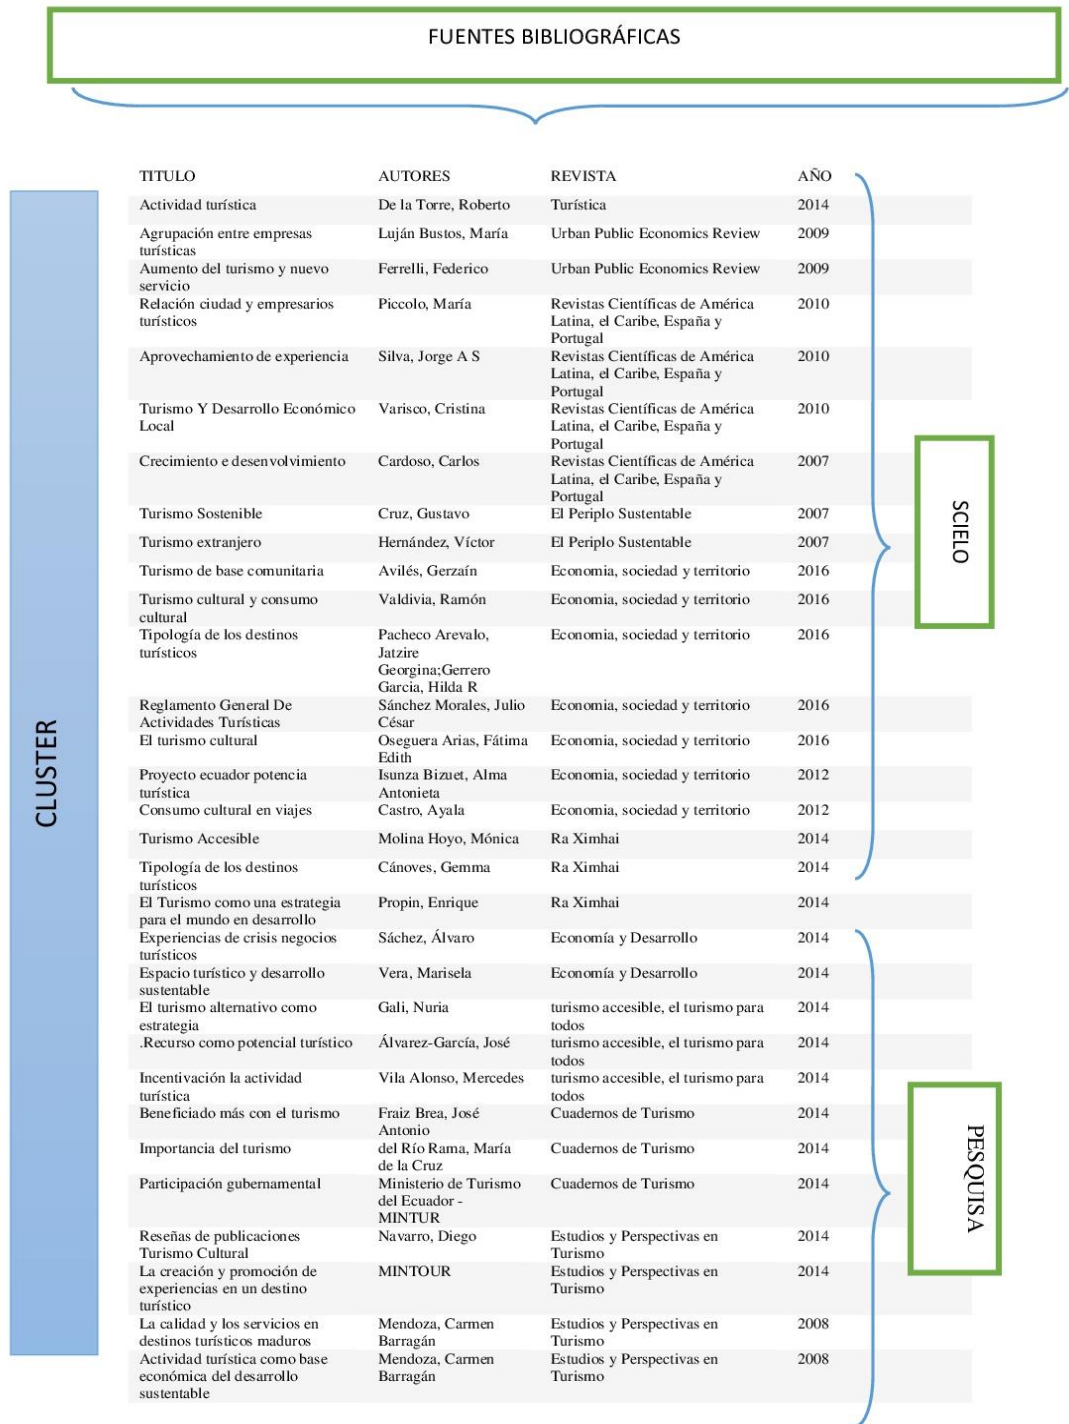 FUENTES BIBLIOGRÁFICAS
TITULO AUTORES REVISTA AÑO
Actividad turística De la Torre, Roberto Turística 2014
Agrupación entre empresas Luján Bustos, María Urban Public Economics Review 2009
turísticas
Aumento del turismo y nuevo Ferrelli, Federico Urban Public Economics Review 2009
servicio
Relación ciudad y empresarios Piccolo, María Revistas Científicas de América 2010
turísticos Latina, el Caribe, España y
Portugal
Aprovechamiento de experiencia Silva, Jorge A S Revistas Científicas de América 2010
Latina, el Caribe, España y
Portugal
Turismo Y Desarrollo Económico Varisco, Cristina Revistas Científicas de América 2010
Local Latina, el Caribe, España y
Portugal
Crecimiento e desenvolvimiento Cardoso, Carlos Revistas Científicas de América 2007
Latina, el Caribe, España y
Portugal
Turismo Sostenible Cruz, Gustavo El Periplo Sustentable 2007
Turismo extranjero Hernández, Víctor El Periplo Sustentable 2007
Turismo de base comunitaria Avilés, Gerzaín Economia, sociedad y territorio 2016
Turismo cultural y consumo Valdivia, Ramón Economia, sociedad y territorio 2016
cultural
Tipología de los destinos Pacheco Arevalo, Economia, sociedad y territorio 2016
turísticos Jatzire
Georgina;Gerrero
Garcia, Hilda R
Reglamento General De Sánchez Morales, Julio Economia, sociedad y territorio 2016
Actividades Turísticas César
El turismo cultural Oseguera Arias, Fátima Economia, sociedad y territorio 2016
Edith
Proyecto ecuador potencia Isunza Bizuet, Alma Economia, sociedad y territorio 2012
turística Antonieta
Consumo cultural en viajes Castro, Ayala Economia, sociedad y territorio 2012
Turismo Accesible Molina Hoyo, Mónica Ra Ximhai 2014
Tipología de los destinos Cánoves, Gemma Ra Ximhai 2014
turísticos
El Turismo como una estrategia Propin, Enrique Ra Ximhai 2014
para el mundo en desarrollo
Experiencias de crisis negocios Sáchez, Álvaro Economía y Desarrollo 2014
turísticos
Espacio turístico y desarrollo Vera, Marisela Economía y Desarrollo 2014
sustentable
El turismo alternativo como Gali, Nuria turismo accesible, el turismo para 2014
estrategia todos
.Recurso como potencial turístico Álvarez-García, José turismo accesible, el turismo para 2014
todos
Incentivación la actividad Vila Alonso, Mercedes turismo accesible, el turismo para 2014
turística todos
Beneficiado más con el turismo Fraiz Brea, José Cuadernos de Turismo 2014
Antonio
Importancia del turismo del Río Rama, María Cuadernos de Turismo 2014
de la Cruz
Participación gubernamental Ministerio de Turismo Cuadernos de Turismo 2014
del Ecuador -
MINTUR
Reseñas de publicaciones Navarro, Diego Estudios y Perspectivas en 2014
Turismo Cultural Turismo
La creación y promoción de MINTOUR Estudios y Perspectivas en 2014
experiencias en un destino Turismo
turístico
La calidad y los servicios en Mendoza, Carmen Estudios y Perspectivas en 2008
destinos turísticos maduros Barragán Turismo
Actividad turística como base Mendoza, Carmen Estudios y Perspectivas en 2008
económica del desarrollo Barragán Turismo
sustentable
CLUSTER
SCIELO
PESQUISA